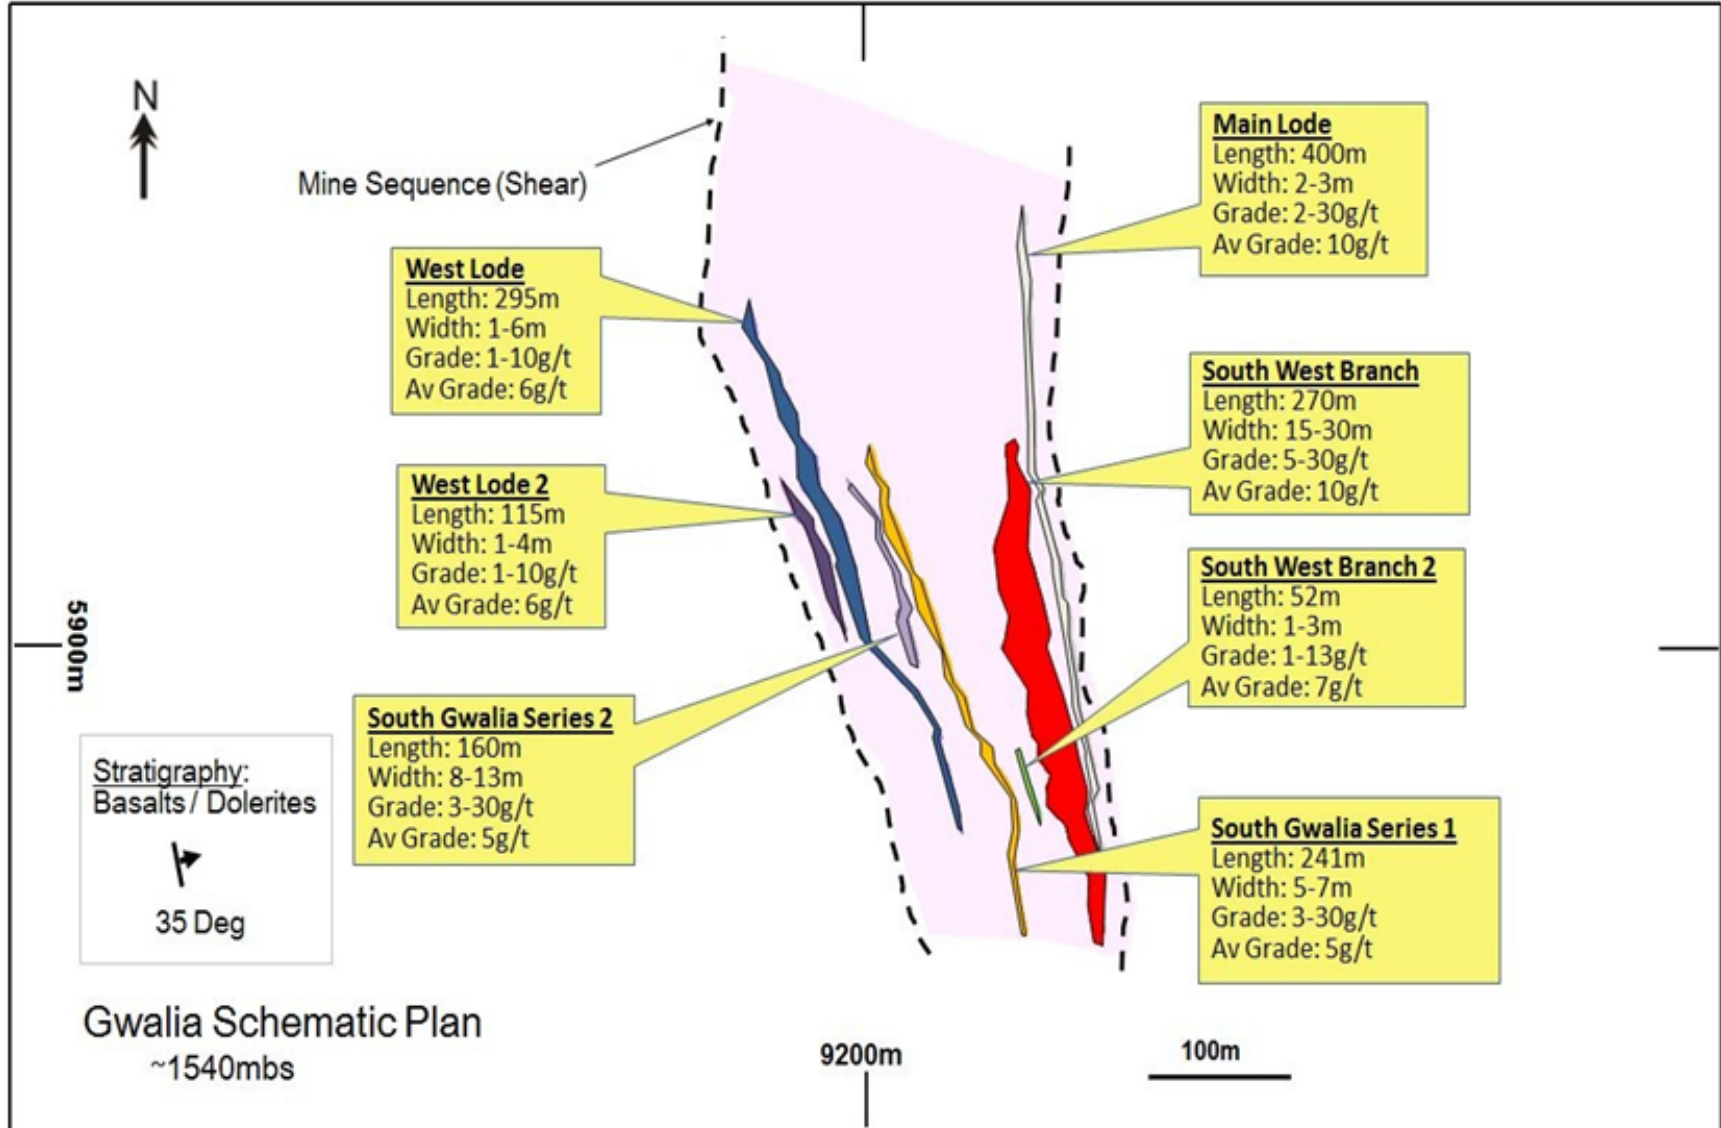 N
Mine Sequence (Shear)
Main Lode
Length: 400m
Width: 2-3m
Grade: 2-30g/t
Av Grade: 10g/t
West Lode
Length: 295m
Width: 1-6m
Grade: 1-10g/t
Av Grade: 6g/t
South West Branch
Length: 270m
Width: 15-30m
Grade: 5-30g/t
Av Grade: 10g/t
West Lode 2
Length: 115m
Width: 1-4m
Grade: 1-10g/t
Av Grade: 6g/t
South West Branch 2
Length: 52m
Width: 1-3m
Grade: 1-13g/t
Av Grade: 7g/t
5900m
South Gwalia Series 2
Length: 160m
Width: 8-13m
Grade: 3-30g/t
Av Grade: 5g/t
Stratigraphy:
Basalts / Dolerites
35 Deg
South Gwalia Series 1
Length: 241m
Width: 5-7m
Grade: 3-30g/t
Av Grade: 5g/t
Gwalia Schematic Plan
~1540mbs
9200m
100m